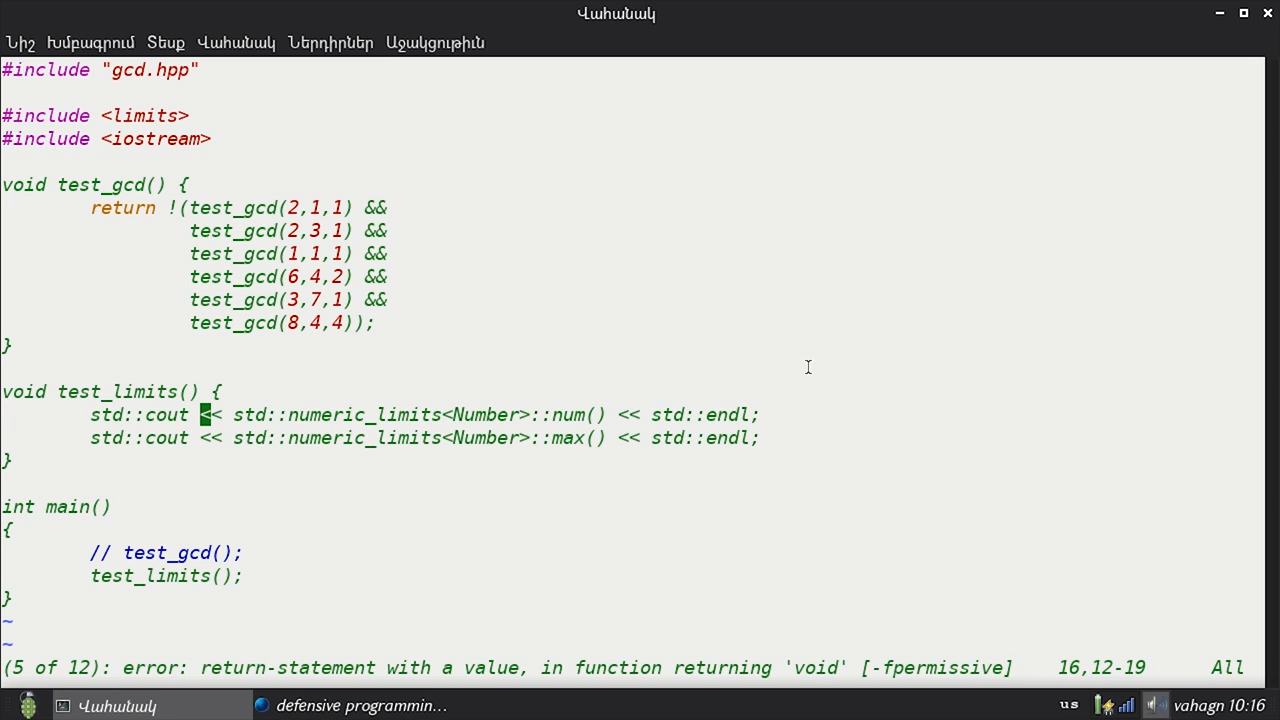 Վահանակ
Նիշ Խմբագրում Տեսք Վահանակ Ներդիրներ Աջակցութիւն
#include "gcd.hpp"
#include <limits>
#include <iostream>
void test_gcd() {
return !(test_gcd(2,1,1) &&
test_gcd(2,3,1) &&
test_gcd(1,1,1) &&
test_gcd(6,4,2) &&
test_gcd(3,7,1) &&
test_gcd(8,4,4));
}
void test_limits() {
std::cout << std::numeric_limits<Number>::num() << std::endl;
std::cout << std::numeric_limits<Number>::max() << std::endl;
}
int main()
{
// test_gcd();
test_limits();
}
~
~
(5 of 12): error: return-statement with a value, in function returning 'void' [-fpermissive] 16,12-19 All
Վահանակ defensive programmin... us vahagn 10:16